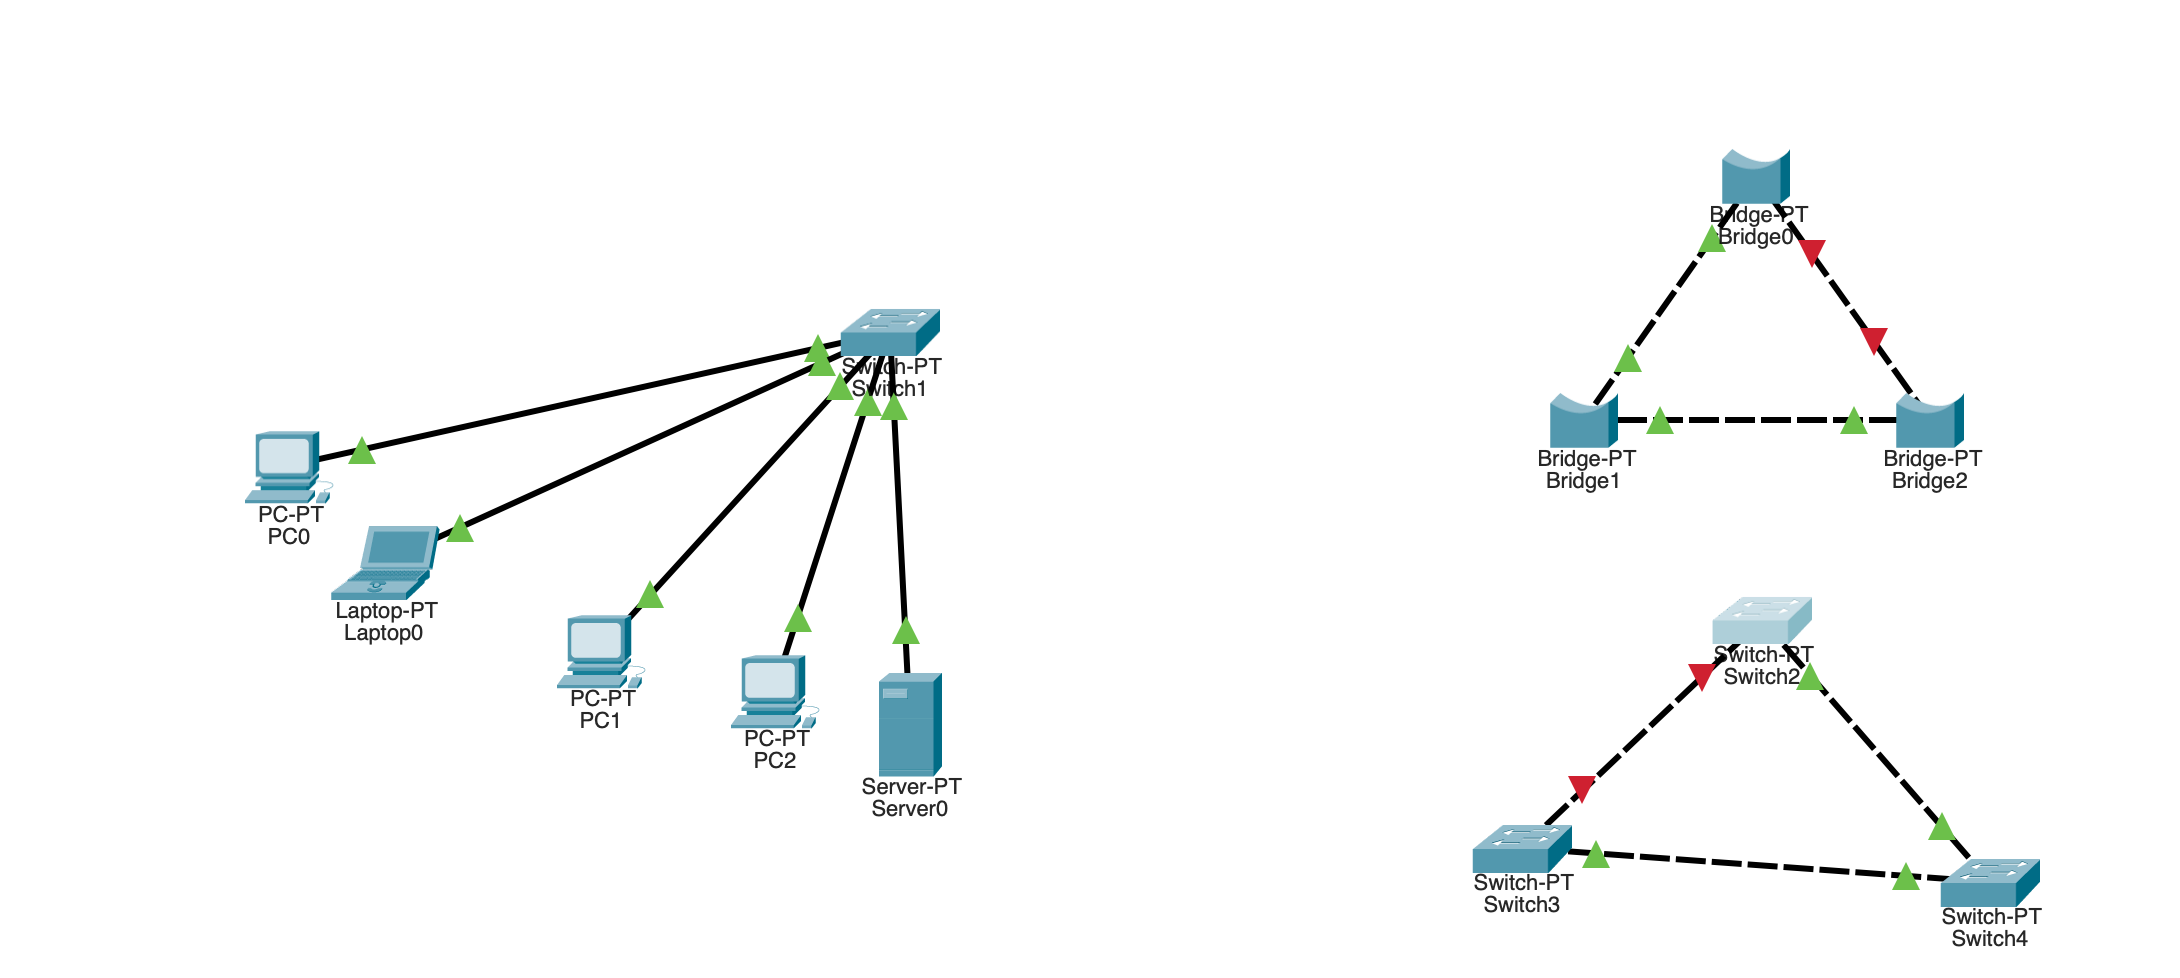 Bridge-PT
Bridge0
Switch-PT
Switch1
Bridge-PT
Bridge1
Bridge-PT
Bridge2
PC-PT
PC0
Laptop-PT
Laptop0
PC-PT
PC1
PC-PT
PC2
Server-PT
Server0
Switch-PT
Switch2
Switch-PT
Switch3
Switch-PT
Switch4